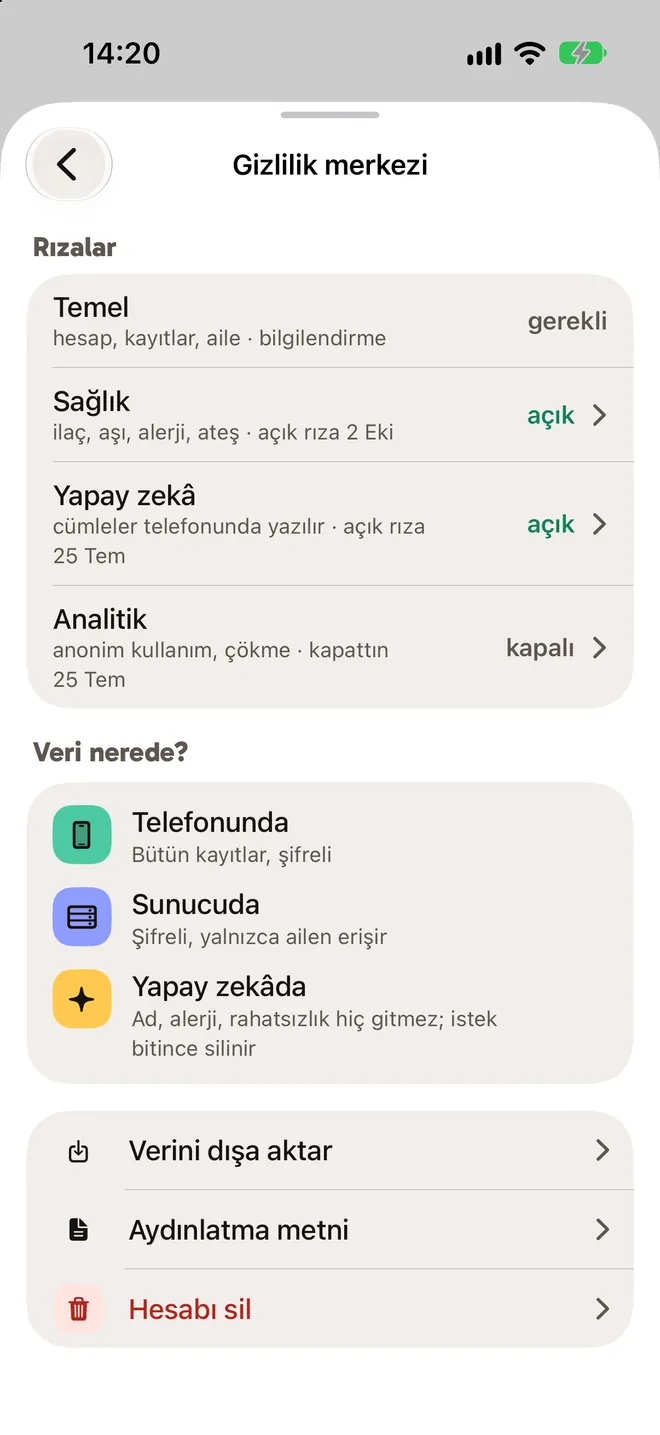 14:20
Gizlilik merkezi
Rızalar
Temel
hesap, kayıtlar, aile · bilgilendirme
gerekli
Sağlık
ilaç, aşı, alerji, ateş · açık rıza 2 Eki
açık
Yapay zekâ
cümleler telefonunda yazılır · açık rıza
25 Tem
açık
Analitik
anonim kullanım, çökme · kapattın
25 Tem
kapalı
Veri nerede?
Telefonunda
Bütün kayıtlar, şifreli
Sunucuda
Şifreli, yalnızca ailen erişir
Yapay zekâda
Ad, alerji, rahatsızlık hiç gitmez; istek
bitince silinir
Verini dışa aktar
Aydınlatma metni
Hesabı sil